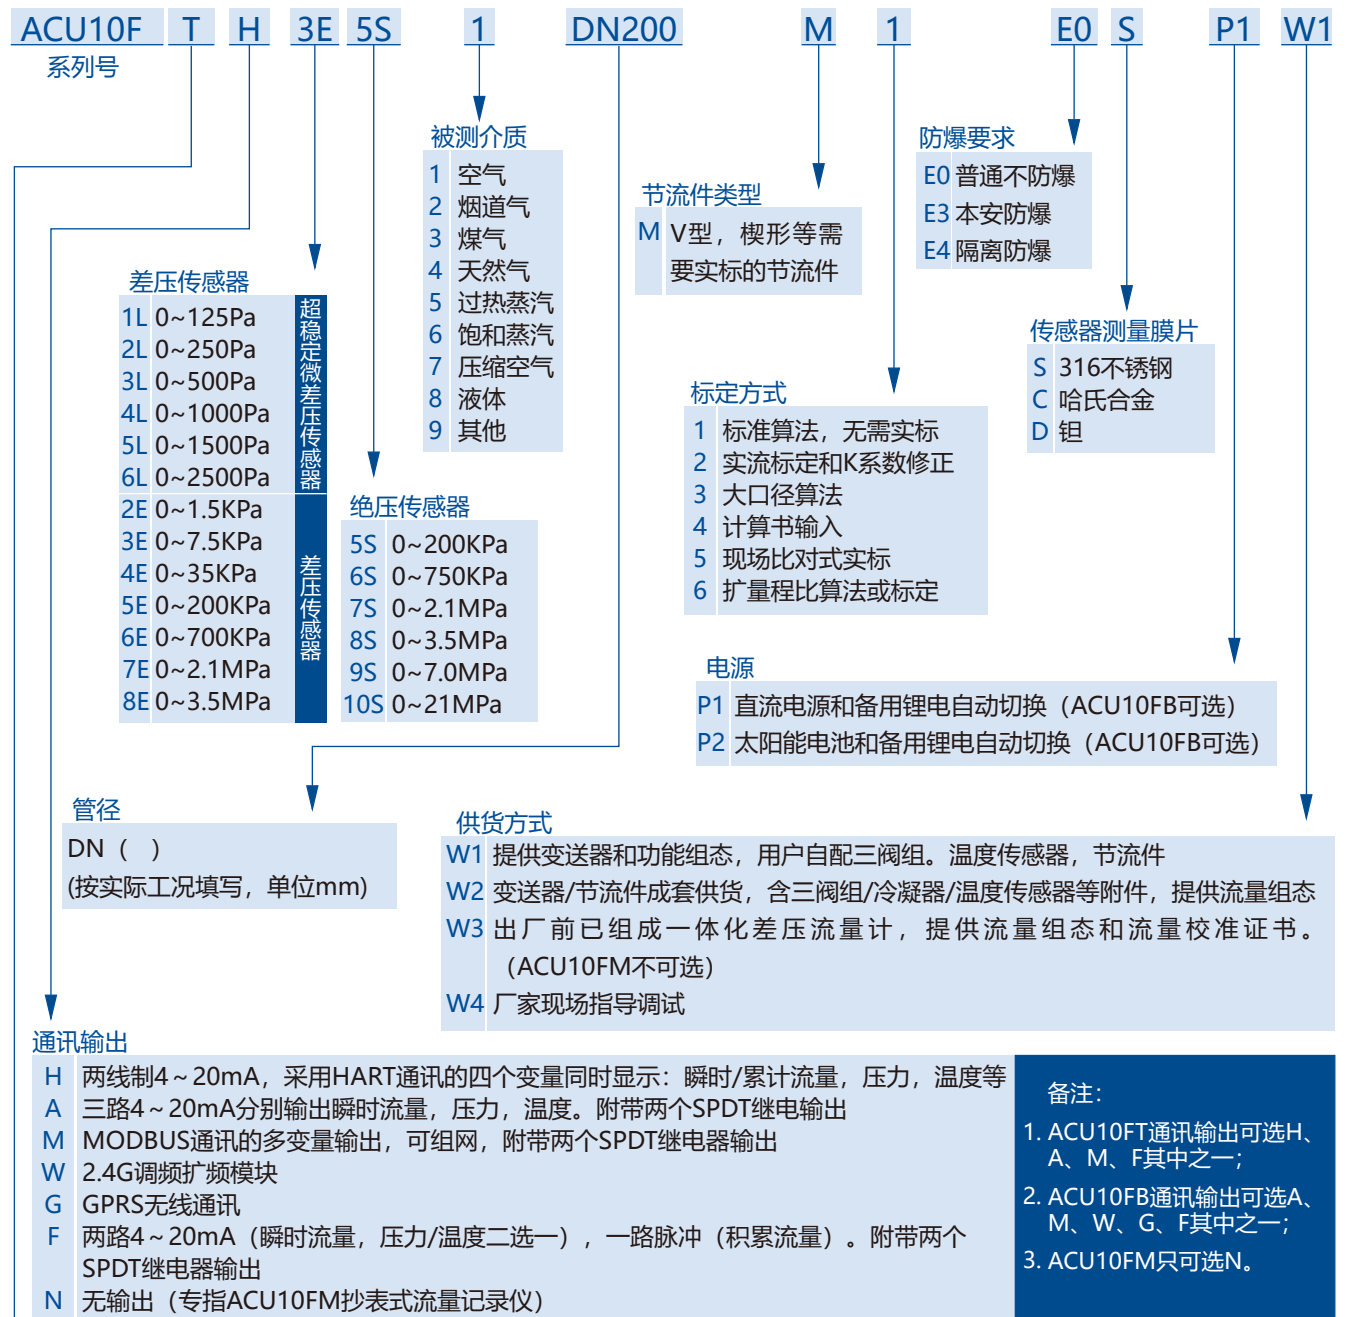 ACU10F T H 3E 5S 1 DN200 M 1 E0 S P1 W1
系列号
被测介质
1 空气
2 烟道气
3 煤气
4 天然气
5 过热蒸汽
6 饱和蒸汽
7 压缩空气
8 液体
9 其他
节流件类型
M V型，楔形等需
要实标的节流件
防爆要求
E0 普通不防爆
E3 本安防爆
E4 隔离防爆
差压传感器
1L 0~125Pa
2L 0~250Pa
3L 0~500Pa
4L 0~1000Pa
5L 0~1500Pa
6L 0~2500Pa
超稳定微差压传感器
2E 0~1.5KPa
3E 0~7.5KPa
4E 0~35KPa
5E 0~200KPa
6E 0~700KPa
7E 0~2.1MPa
8E 0~3.5MPa
差压传感器
绝压传感器
5S 0~200KPa
6S 0~750KPa
7S 0~2.1MPa
8S 0~3.5MPa
9S 0~7.0MPa
10S 0~21MPa
标定方式
1 标准算法，无需实标
2 实流标定和K系数修正
3 大口径算法
4 计算书输入
5 现场比对式实标
6 扩量程比算法或标定
传感器测量膜片
S 316不锈钢
C 哈氏合金
D 钽
电源
P1 直流电源和备用锂电自动切换（ACU10FB可选）
P2 太阳能电池和备用锂电自动切换（ACU10FB可选）
管径
DN（ ）
(按实际工况填写，单位mm)
供货方式
W1 提供变送器和功能组态，用户自配三阀组。温度传感器，节流件
W2 变送器/节流件成套供货，含三阀组/冷凝器/温度传感器等附件，提供流量组态
W3 出厂前已组成一体化差压流量计，提供流量组态和流量校准证书。
（ACU10FM不可选）
W4 厂家现场指导调试
通讯输出
H 两线制4～20mA，采用HART通讯的四个变量同时显示：瞬时/累计流量，压力，温度等
A 三路4～20mA分别输出瞬时流量，压力，温度。附带两个SPDT继电输出
M MODBUS通讯的多变量输出，可组网，附带两个SPDT继电器输出
W 2.4G调频扩频模块
G GPRS无线通讯
F 两路4～20mA（瞬时流量，压力/温度二选一），一路脉冲（积累流量）。附带两个
SPDT继电器输出
N 无输出（专指ACU10FM抄表式流量记录仪）
备注：
1. ACU10FT通讯输出可选H、
A、M、F其中之一；
2. ACU10FB通讯输出可选A、
M、W、G、F其中之一；
3. ACU10FM只可选N。